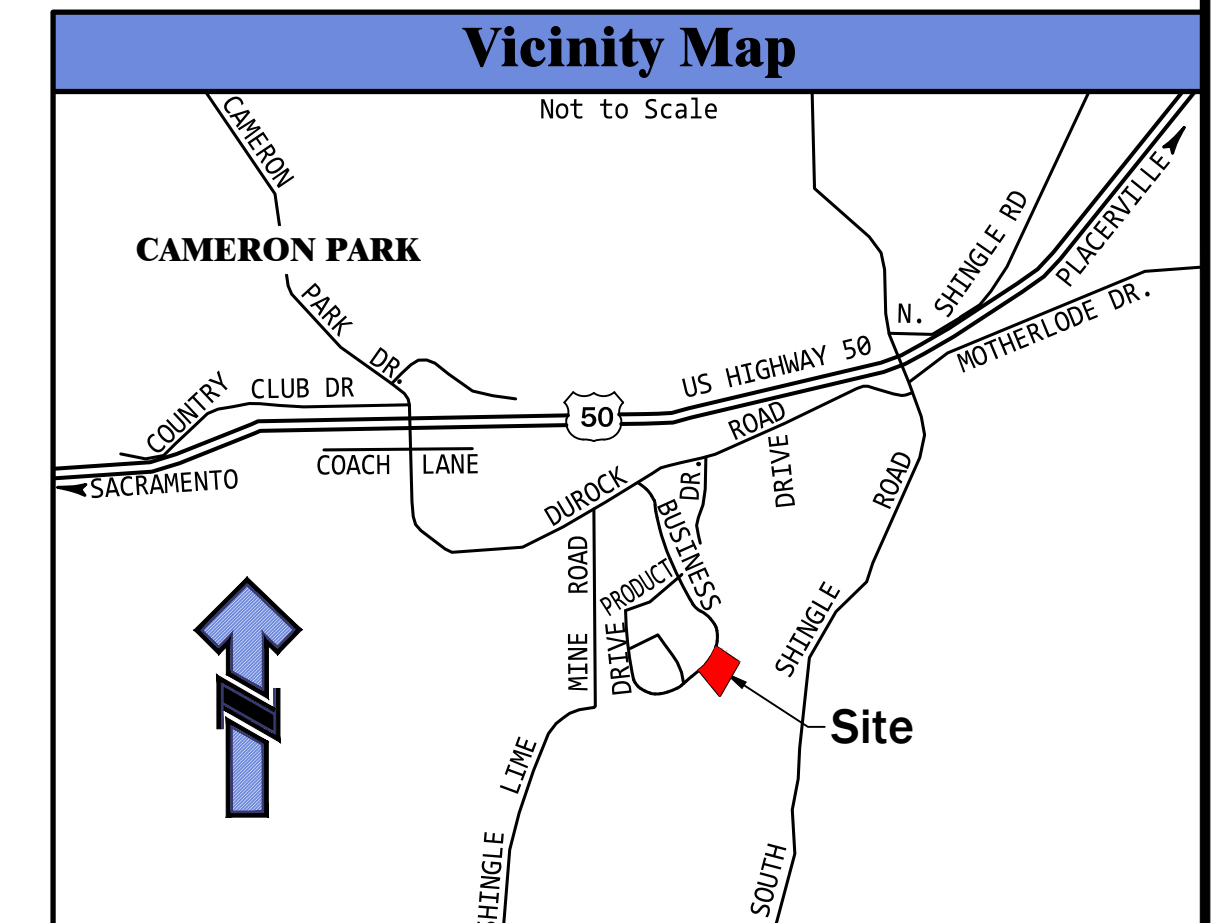 Vicinity Map
Not to Scale
CAMERON
CAMERON PARK
PARK
DR.
N. SHINGLE RD
PLACERVILLE
MOTHERLODE DR.
US HIGHWAY 50
COUNTRY
CLUB DR
50
ROAD
DRIVE
COACH LANE
SACRAMENTO
DUROCK
DR.
BUSINESS
ROAD
MINE ROAD
PRODUCT
DRIVE
SHINGLE
Site
LIME
SHINGLE
SOUTH